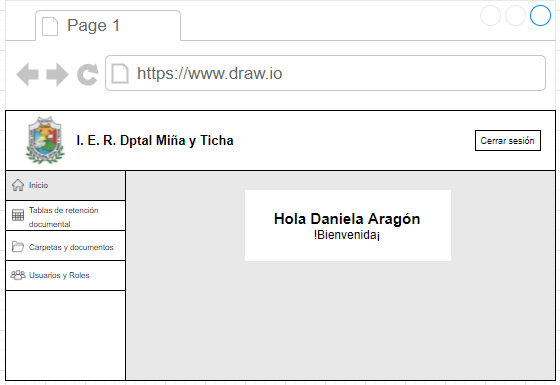 Page 1
https://www.draw.io
I. E. R. Dptal Miña y Ticha
Cerrar sesión
Inicio
Tablas de retención
documental
Carpetas y documentos
Usuarios y Roles
Hola Daniela Aragón
!Bienvenida¡